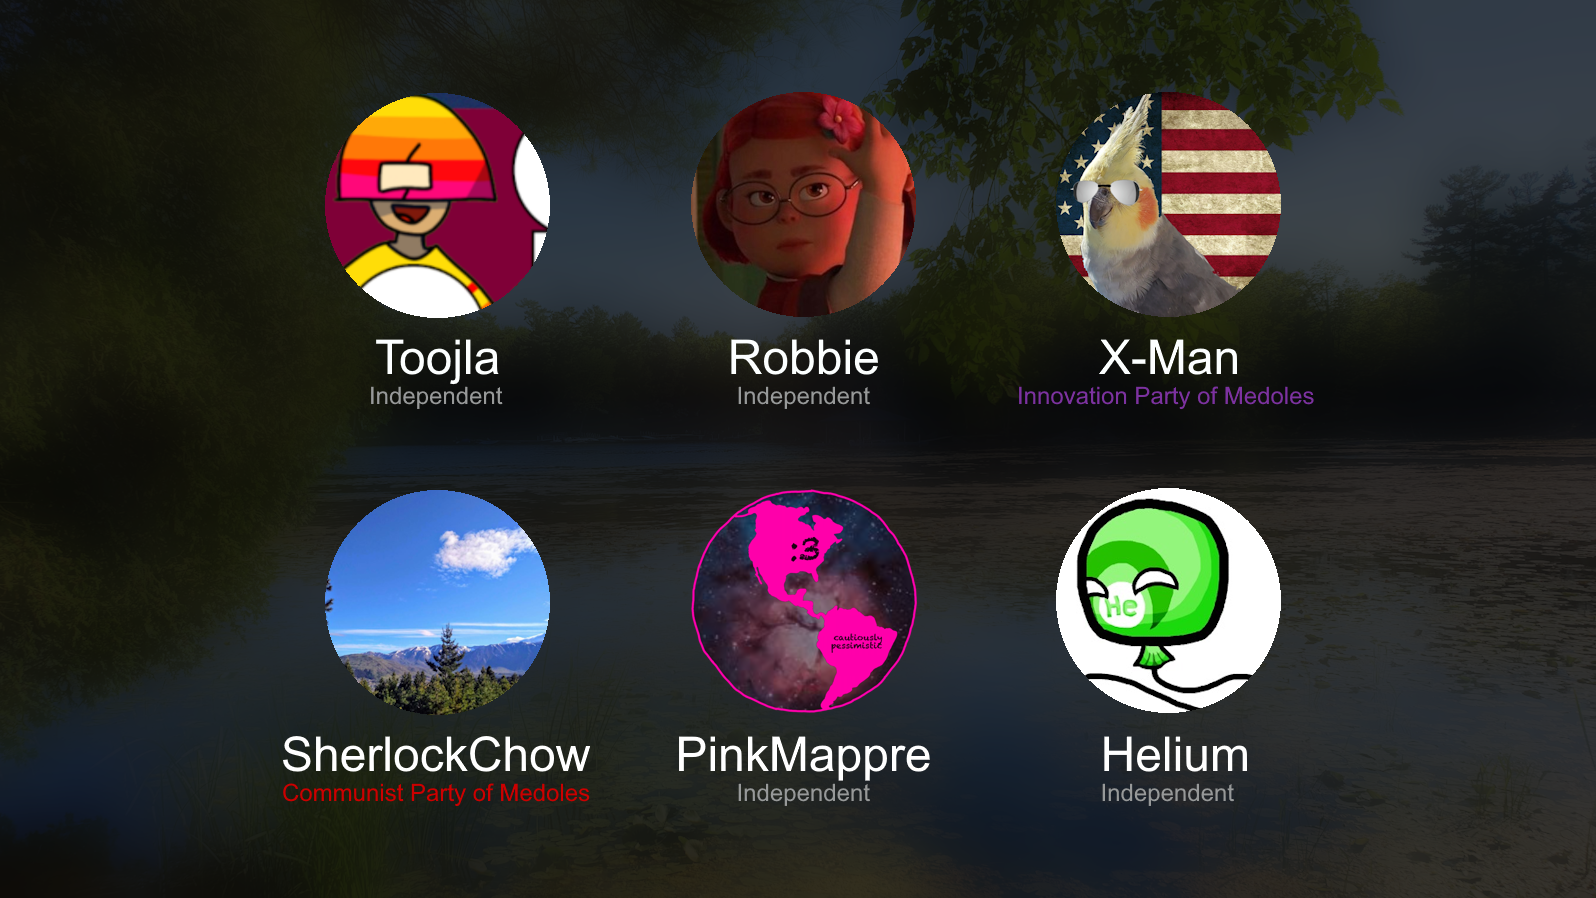 Toojla
Independent
Robbie
Independent
X-Man
Innovation Party of Medoles
:3
cautiously
pessimistic
He
SherlockChow
Communist Party of Medoles
PinkMappre
Independent
Helium
Independent